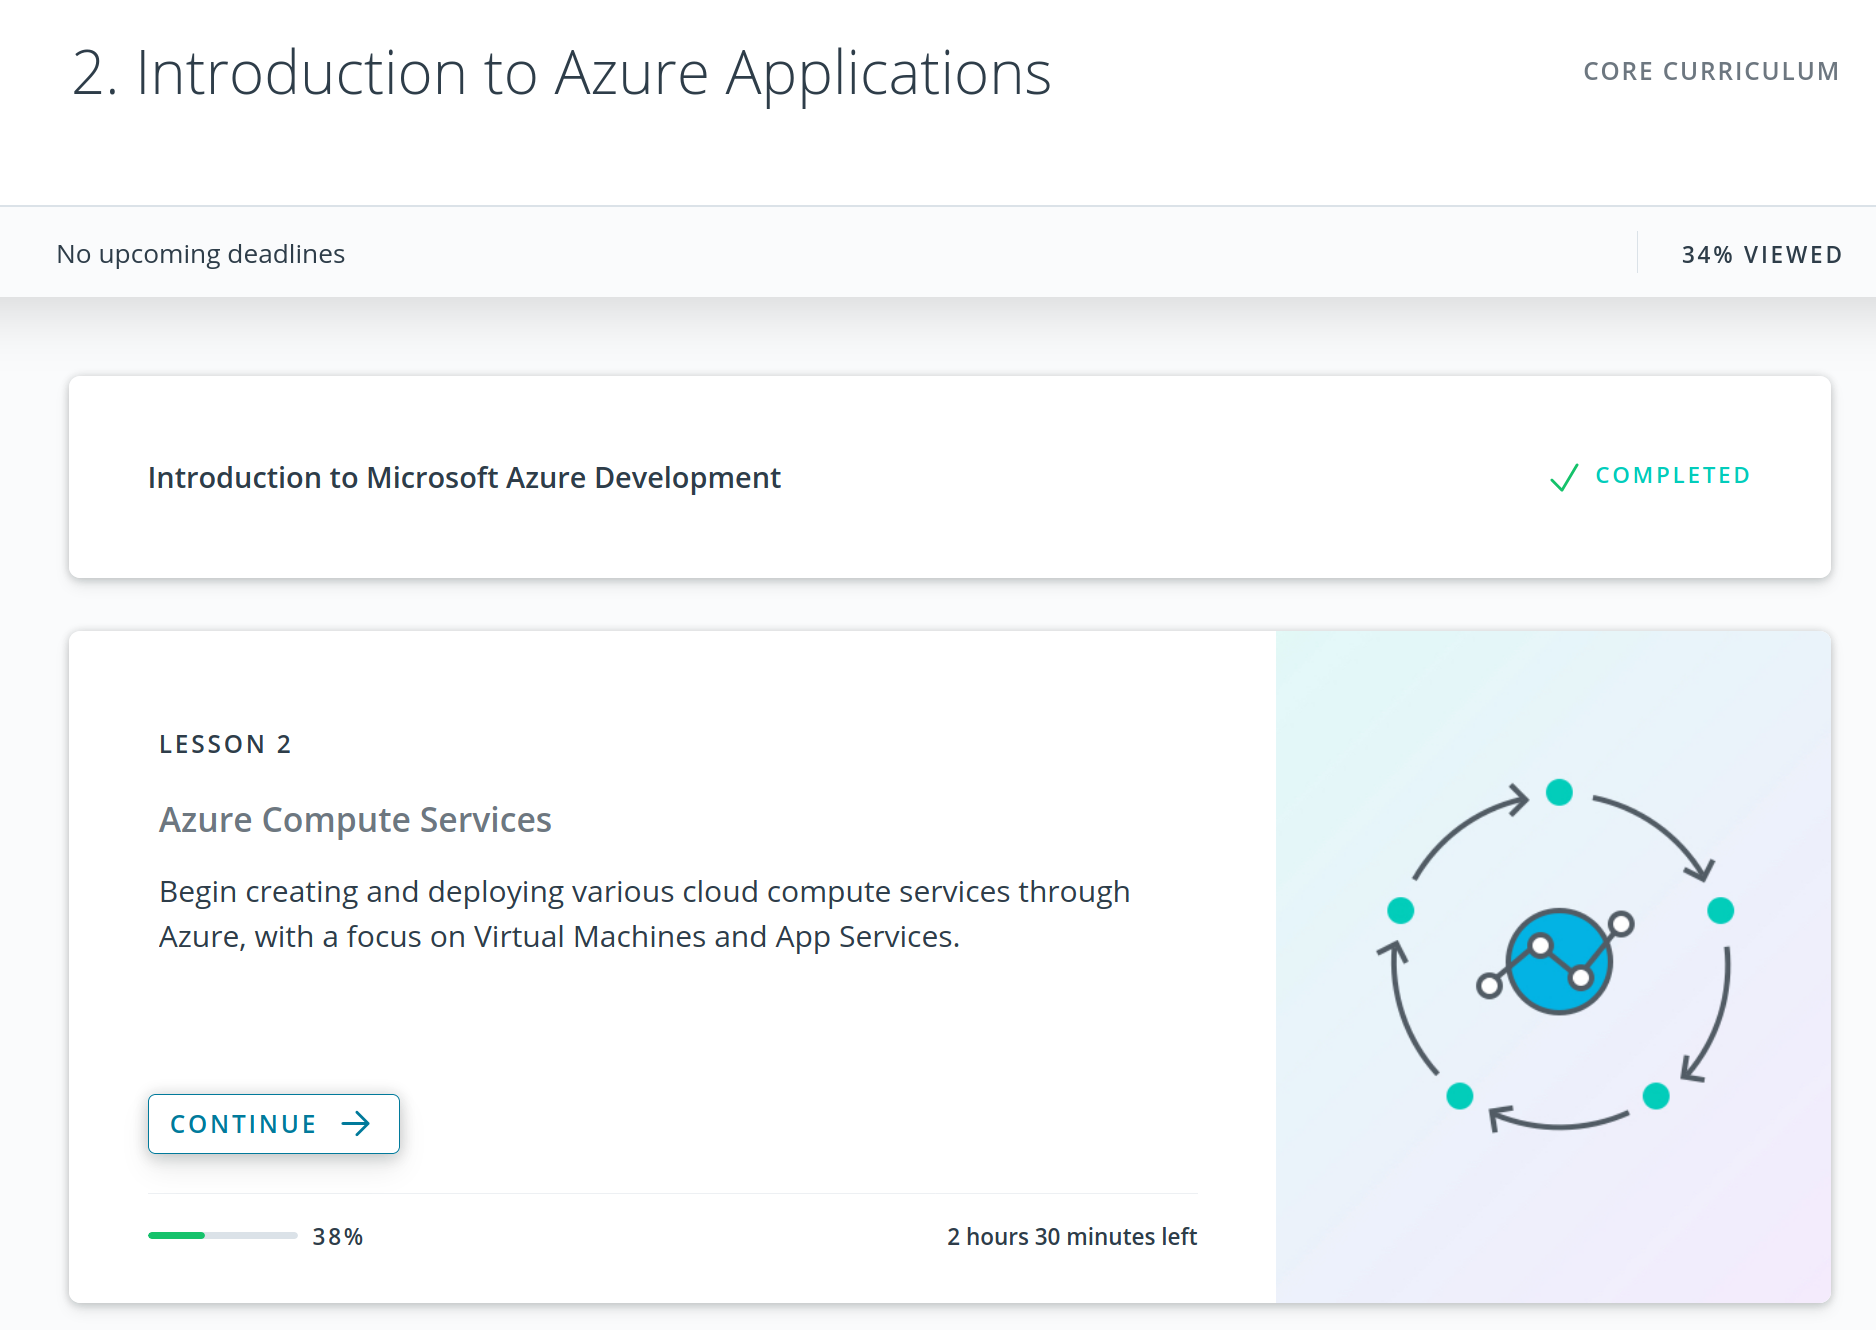 2. Introduction to Azure Applications
CORE CURRICULUM
No upcoming deadlines
34% VIEWED
Introduction to Microsoft Azure Development
COMPLETED
LESSON 2
Azure Compute Services
Begin creating and deploying various cloud compute services through
Azure, with a focus on Virtual Machines and App Services.
CONTINUE
38%
2 hours 30 minutes left